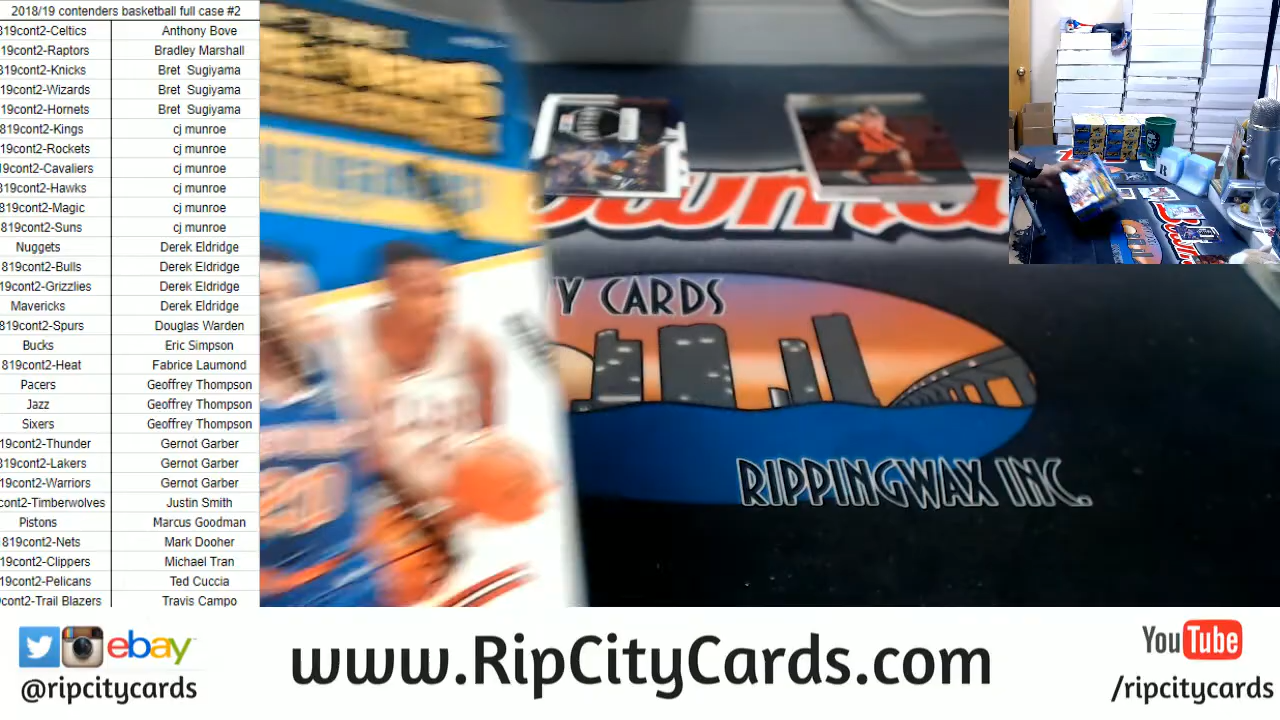 2018/19 contenders basketball full case #2
819cont2-Celtics Anthony Bove
19cont2-Raptors Bradley Marshall
19cont2-Knicks Bret Sugiyama
19cont2-Wizards Bret Sugiyama
19cont2-Hornets Bret Sugiyama
819cont2-Kings cj munroe
19cont2-Rockets cj munroe
19cont2-Cavaliers cj munroe
819cont2-Hawks cj munroe
819cont2-Magic cj munroe
819cont2-Suns cj munroe
Nuggets Derek Eldridge
819cont2-Bulls Derek Eldridge
19cont2-Grizzlies Derek Eldridge
Mavericks Derek Eldridge
819cont2-Spurs Douglas Warden
Bucks Eric Simpson
819cont2-Heat Fabrice Laumond
Pacers Geoffrey Thompson
Jazz Geoffrey Thompson
Sixers Geoffrey Thompson
19cont2-Thunder Gernot Garber
819cont2-Lakers Gernot Garber
19cont2-Warriors Gernot Garber
cont2-Timberwolves Justin Smith
Pistons Marcus Goodman
819cont2-Nets Mark Dooher
19cont2-Clippers Michael Tran
19cont2-Pelicans Ted Cuccia
cont2-Trail Blazers Travis Campo
CARDS
RIPPINGWAX INC.
ebay
@ripcitycards
www.RipCityCards.com
YouTube
/ripcitycards